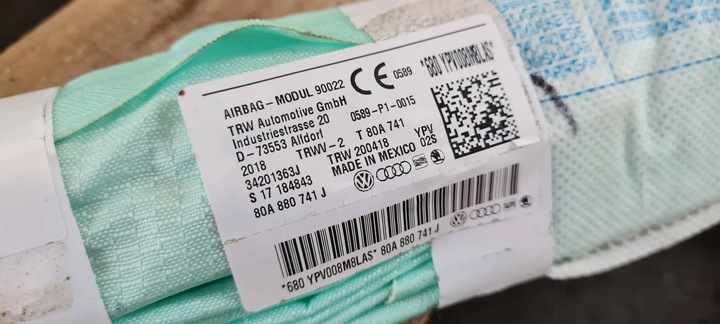 AIRBAG-MODUL 90022 CE 0589
TRW Automotive GmbH
Industriestrasse 20 0589-P1-0015
D-73553 Alldorf
2018 TRWV-2 T 80A 741
34201363J TRW 200418 YPV
S 17 184843 MADE IN MEXICO 02S
80A 880 741 J
*680 YPV008M8LAS*
*680 YPV008M8LAS* 80A 880 741 J